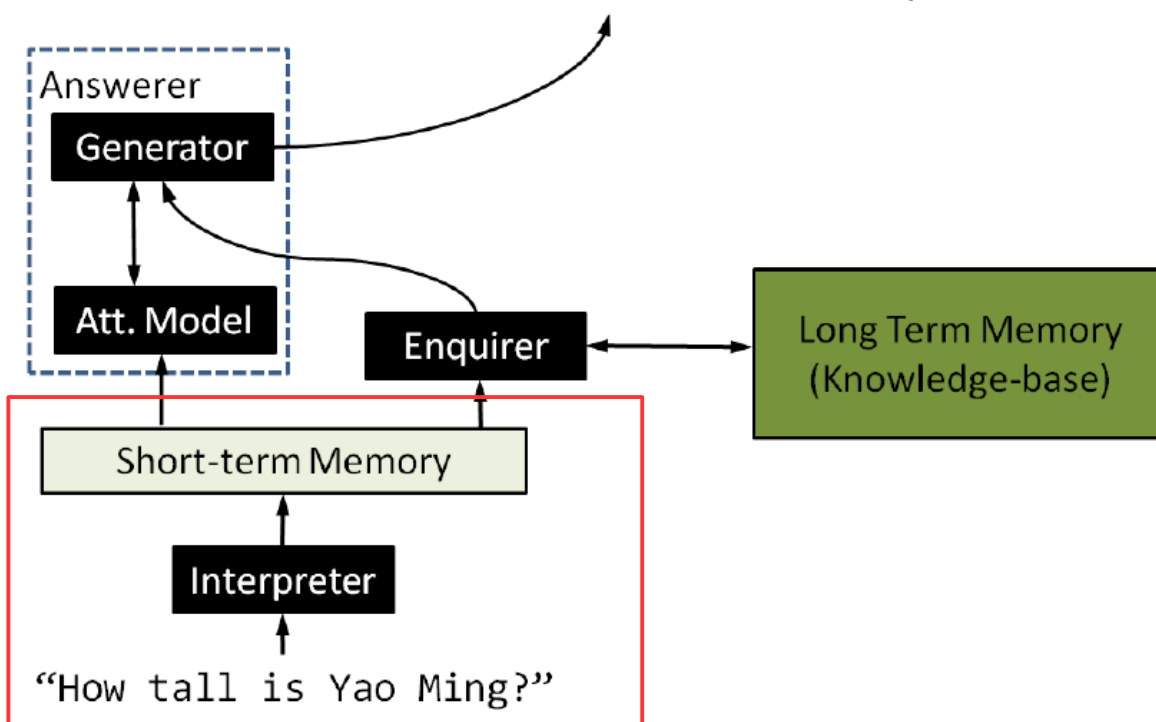 Answerer
Generator
Att. Model
Enquirer
Long Term Memory
(Knowledge-base)
Short-term Memory
Interpreter
“How tall is Yao Ming?”